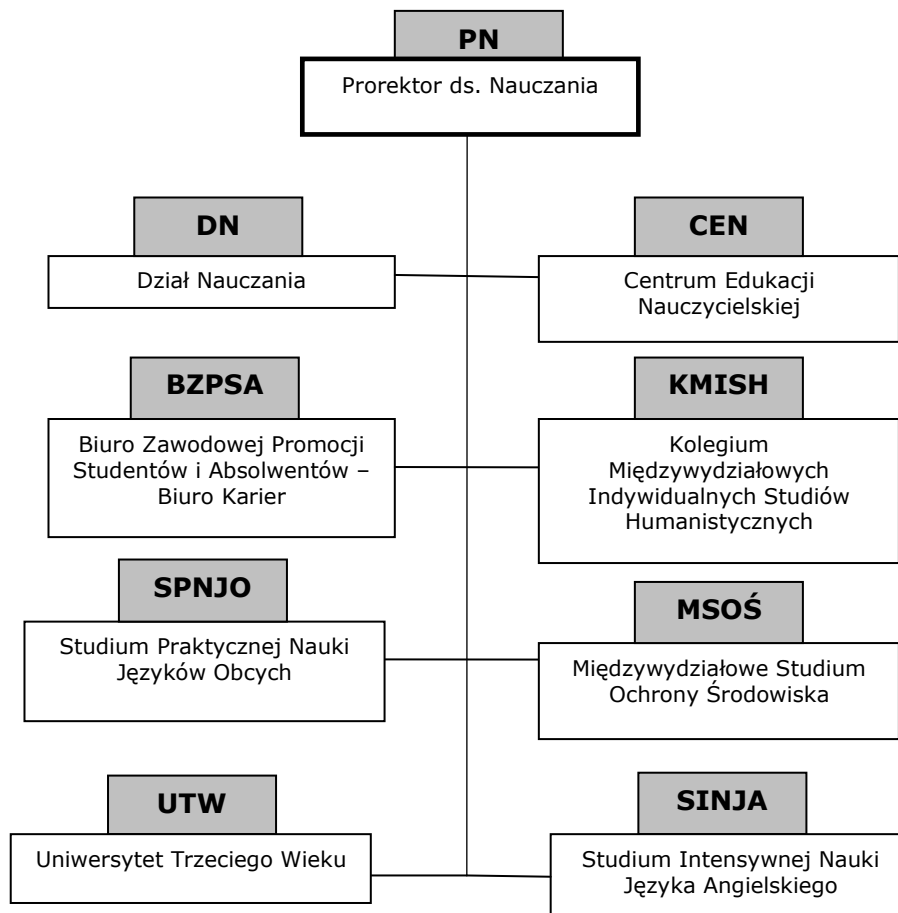 PN
Prorektor ds. Nauczania
DN
Dział Nauczania
CEN
Centrum Edukacji
Nauczycielskiej
BZPSA
Biuro Zawodowej Promocji
Studentów i Absolwentów –
Biuro Karier
KMISH
Kolegium
Międzywydziałowych
Indywidualnych Studiów
Humanistycznych
SPNJO
Studium Praktycznej Nauki
Języków Obcych
MSOŚ
Międzywydziałowe Studium
Ochrony Środowiska
UTW
Uniwersytet Trzeciego Wieku
SINJA
Studium Intensywnej Nauki
Języka Angielskiego